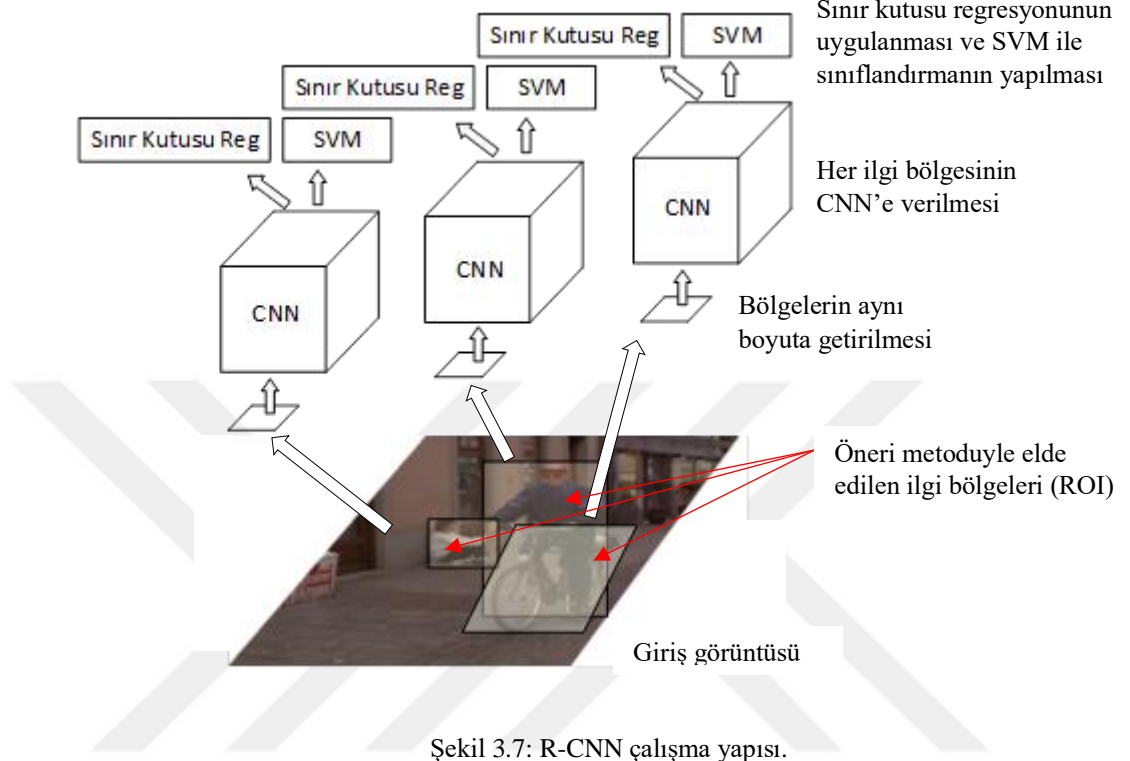 Sınır kutusu regresyonunun
uygulanması ve SVM ile
sınıflandırmanın yapılması
Sınır Kutusu Reg
SVM
Sınır Kutusu Reg
SVM
Sınır Kutusu Reg
SVM
Her ilgi bölgesinin
CNN’e verilmesi
CNN
CNN
CNN
Bölgelerin aynı
boyuta getirilmesi
Öneri metoduyle elde
edilen ilgi bölgeleri (ROI)
Giriş görüntüsü
Şekil 3.7: R-CNN çalışma yapısı.